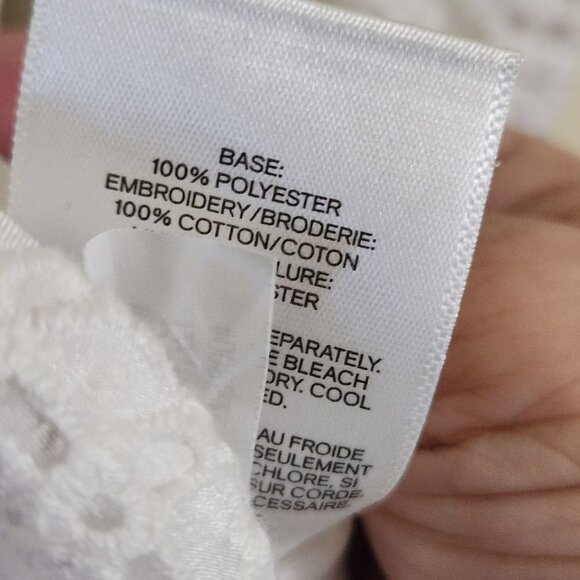 BASE:
100% POLYESTER
EMBROIDERY/BRODERIE:
100% COTTON/COTON
LURE:
STER
EPARATELY.
E BLEACH
DRY. COOL
ED.
AU FROIDE
SEULEMENT
CHLORE, SI
SUR CORDE.
CESSAIRE.